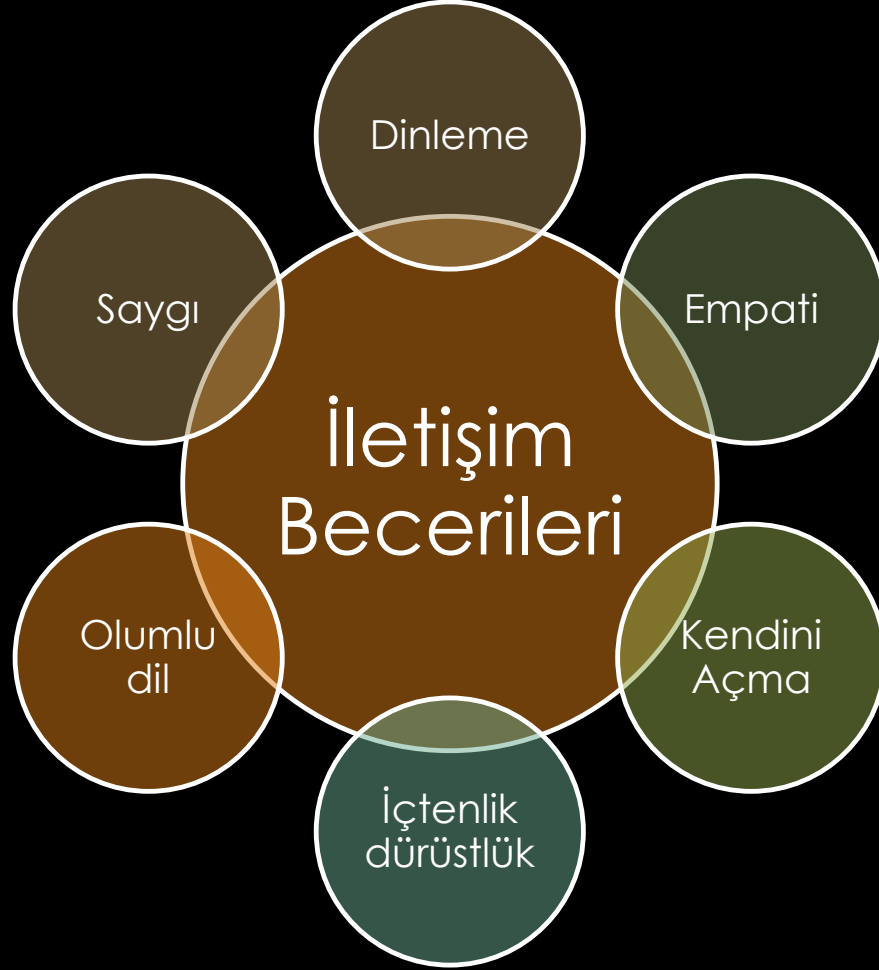 Dinleme
Saygı
Empati
İletişim
Becerileri
Olumlu
dil
Kendini
Açma
İçtenlik
dürüstlük